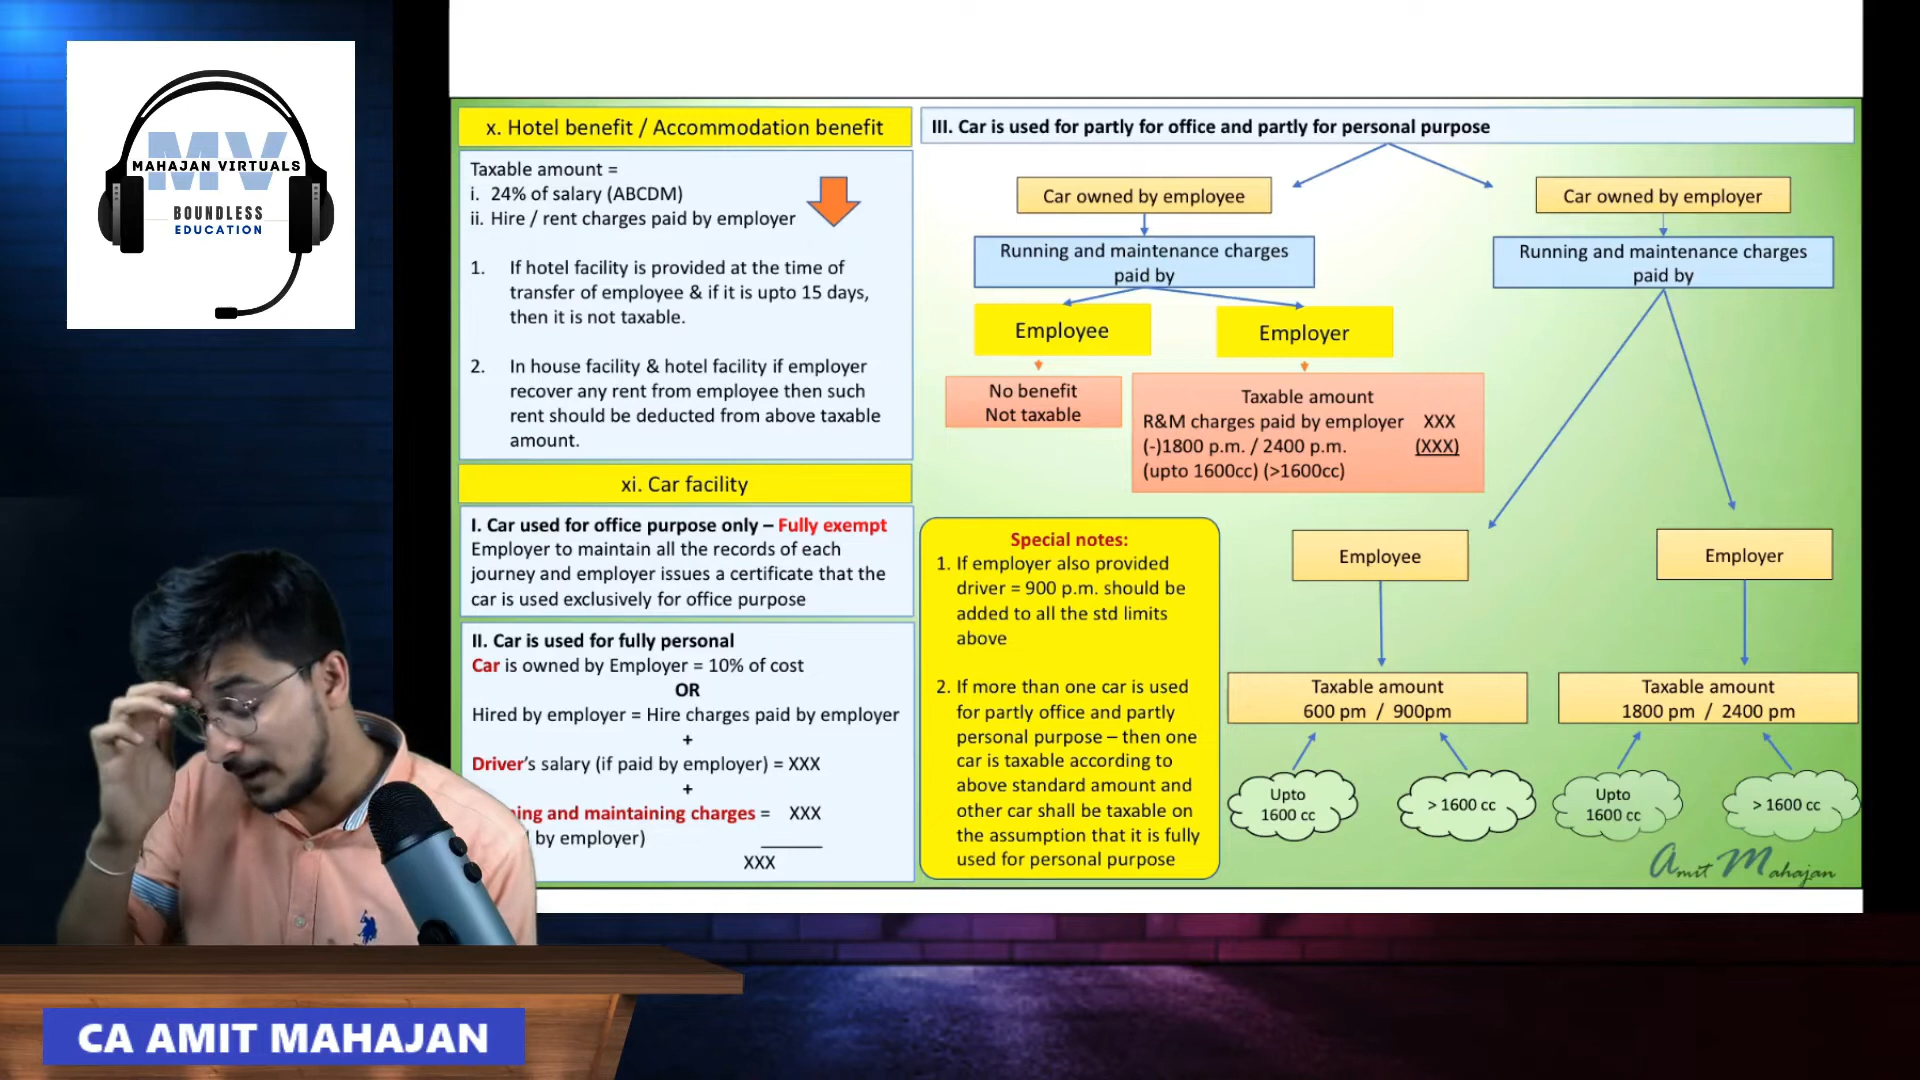 MV
MAHAJAN VIRTUALS
BOUNDLESS
EDUCATION
x. Hotel benefit / Accommodation benefit
Taxable amount =
i. 24% of salary (ABCDM)
ii. Hire / rent charges paid by employer
1. If hotel facility is provided at the time of
transfer of employee & if it is upto 15 days,
then it is not taxable.
2. In house facility & hotel facility if employer
recover any rent from employee then such
rent should be deducted from above taxable
amount.
xi. Car facility
I. Car used for office purpose only – Fully exempt
Employer to maintain all the records of each
journey and employer issues a certificate that the
car is used exclusively for office purpose
II. Car is used for fully personal
Car is owned by Employer = 10% of cost
OR
Hired by employer = Hire charges paid by employer
+
Driver's salary (if paid by employer) = XXX
+
ing and maintaining charges = XXX
by employer)
XXX
III. Car is used for partly for office and partly for personal purpose
Car owned by employee
Running and maintenance charges
paid by
Employee
Employer
No benefit
Not taxable
Taxable amount
R&M charges paid by employer XXX
(-)1800 p.m. / 2400 p.m. (XXX)
(upto 1600cc) (>1600cc)
Car owned by employer
Running and maintenance charges
paid by
Employee
Employer
Taxable amount
600 pm / 900pm
Taxable amount
1800 pm / 2400 pm
Upto
1600 cc
> 1600 cc
Upto
1600 cc
> 1600 cc
Special notes:
1. If employer also provided
driver = 900 p.m. should be
added to all the std limits
above
2. If more than one car is used
for partly office and partly
personal purpose – then one
car is taxable according to
above standard amount and
other car shall be taxable on
the assumption that it is fully
used for personal purpose
Amit Mahajan
CA AMIT MAHAJAN